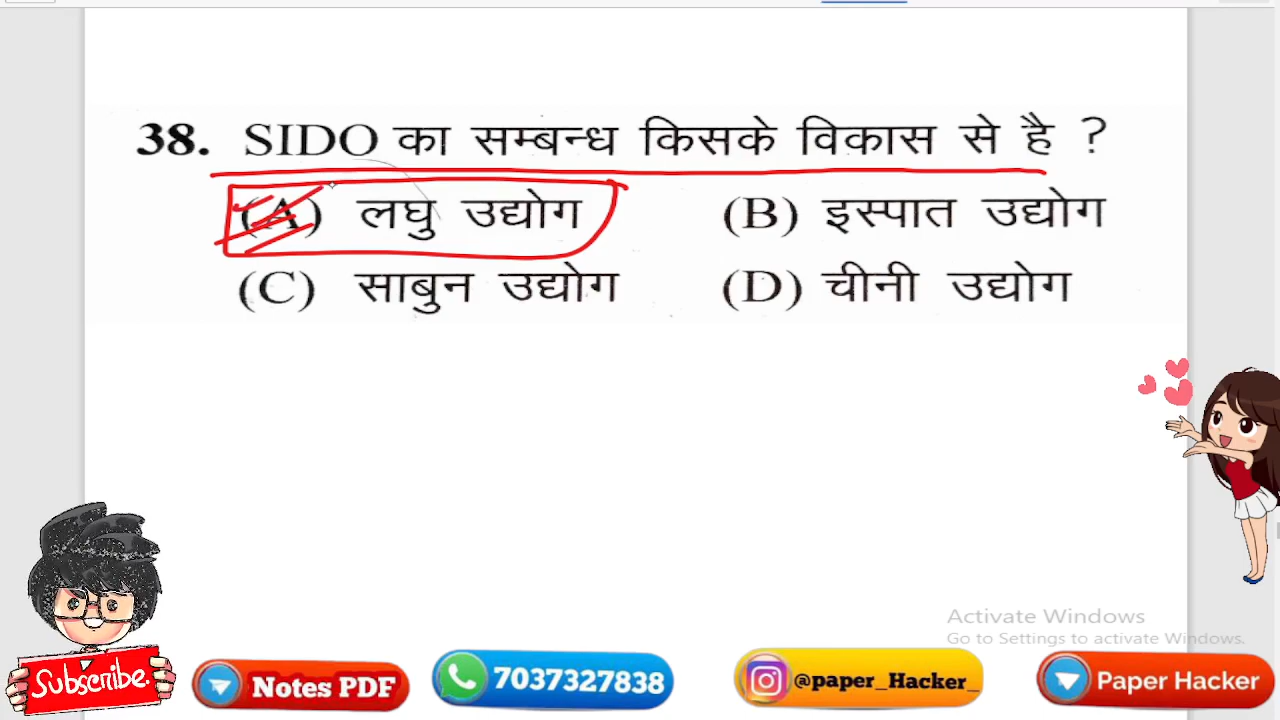 38. SIDO का सम्बन्ध किसके विकास से है ?
(A) लघु उद्योग (B) इस्पात उद्योग
(C) साबुन उद्योग (D) चीनी उद्योग
Activate Windows
Go to Settings to activate Windows.
Subscribe.
Notes PDF 7037327838 @paper_Hacker_ Paper Hacker